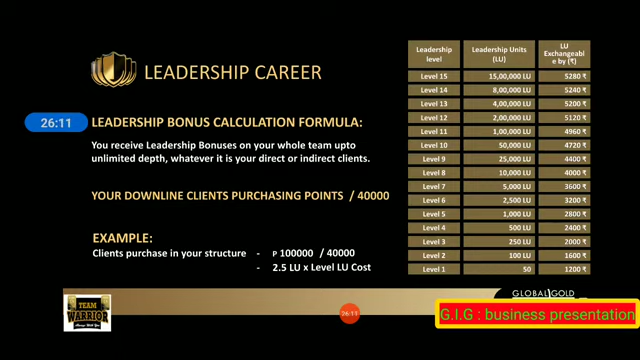 LEADERSHIP CAREER
26:11
LEADERSHIP BONUS CALCULATION FORMULA:
You receive Leadership Bonuses on your whole team upto
unlimited depth, whatever it is your direct or indirect clients.
YOUR DOWNLINE CLIENTS PURCHASING POINTS / 40000
EXAMPLE:
Clients purchase in your structure - P 100000 / 40000
- 2.5 LU x Level LU Cost
Leadership level Leadership Units (LU) LU Exchangeable by (₹)
Level 15 15,00,000 LU 5280 ₹
Level 14 8,00,000 LU 5240 ₹
Level 13 4,00,000 LU 5200 ₹
Level 12 2,00,000 LU 5120 ₹
Level 11 1,00,000 LU 4960 ₹
Level 10 50,000 LU 4720 ₹
Level 9 25,000 LU 4400 ₹
Level 8 10,000 LU 4000 ₹
Level 7 5,000 LU 3600 ₹
Level 6 2,500 LU 3200 ₹
Level 5 1,000 LU 2800 ₹
Level 4 500 LU 2400 ₹
Level 3 250 LU 2000 ₹
Level 2 100 LU 1600 ₹
Level 1 50 1200 ₹
TEAM
WARRIOR
Always With You
26:11
GLOBAL GOLD
G.I.G : business presentation